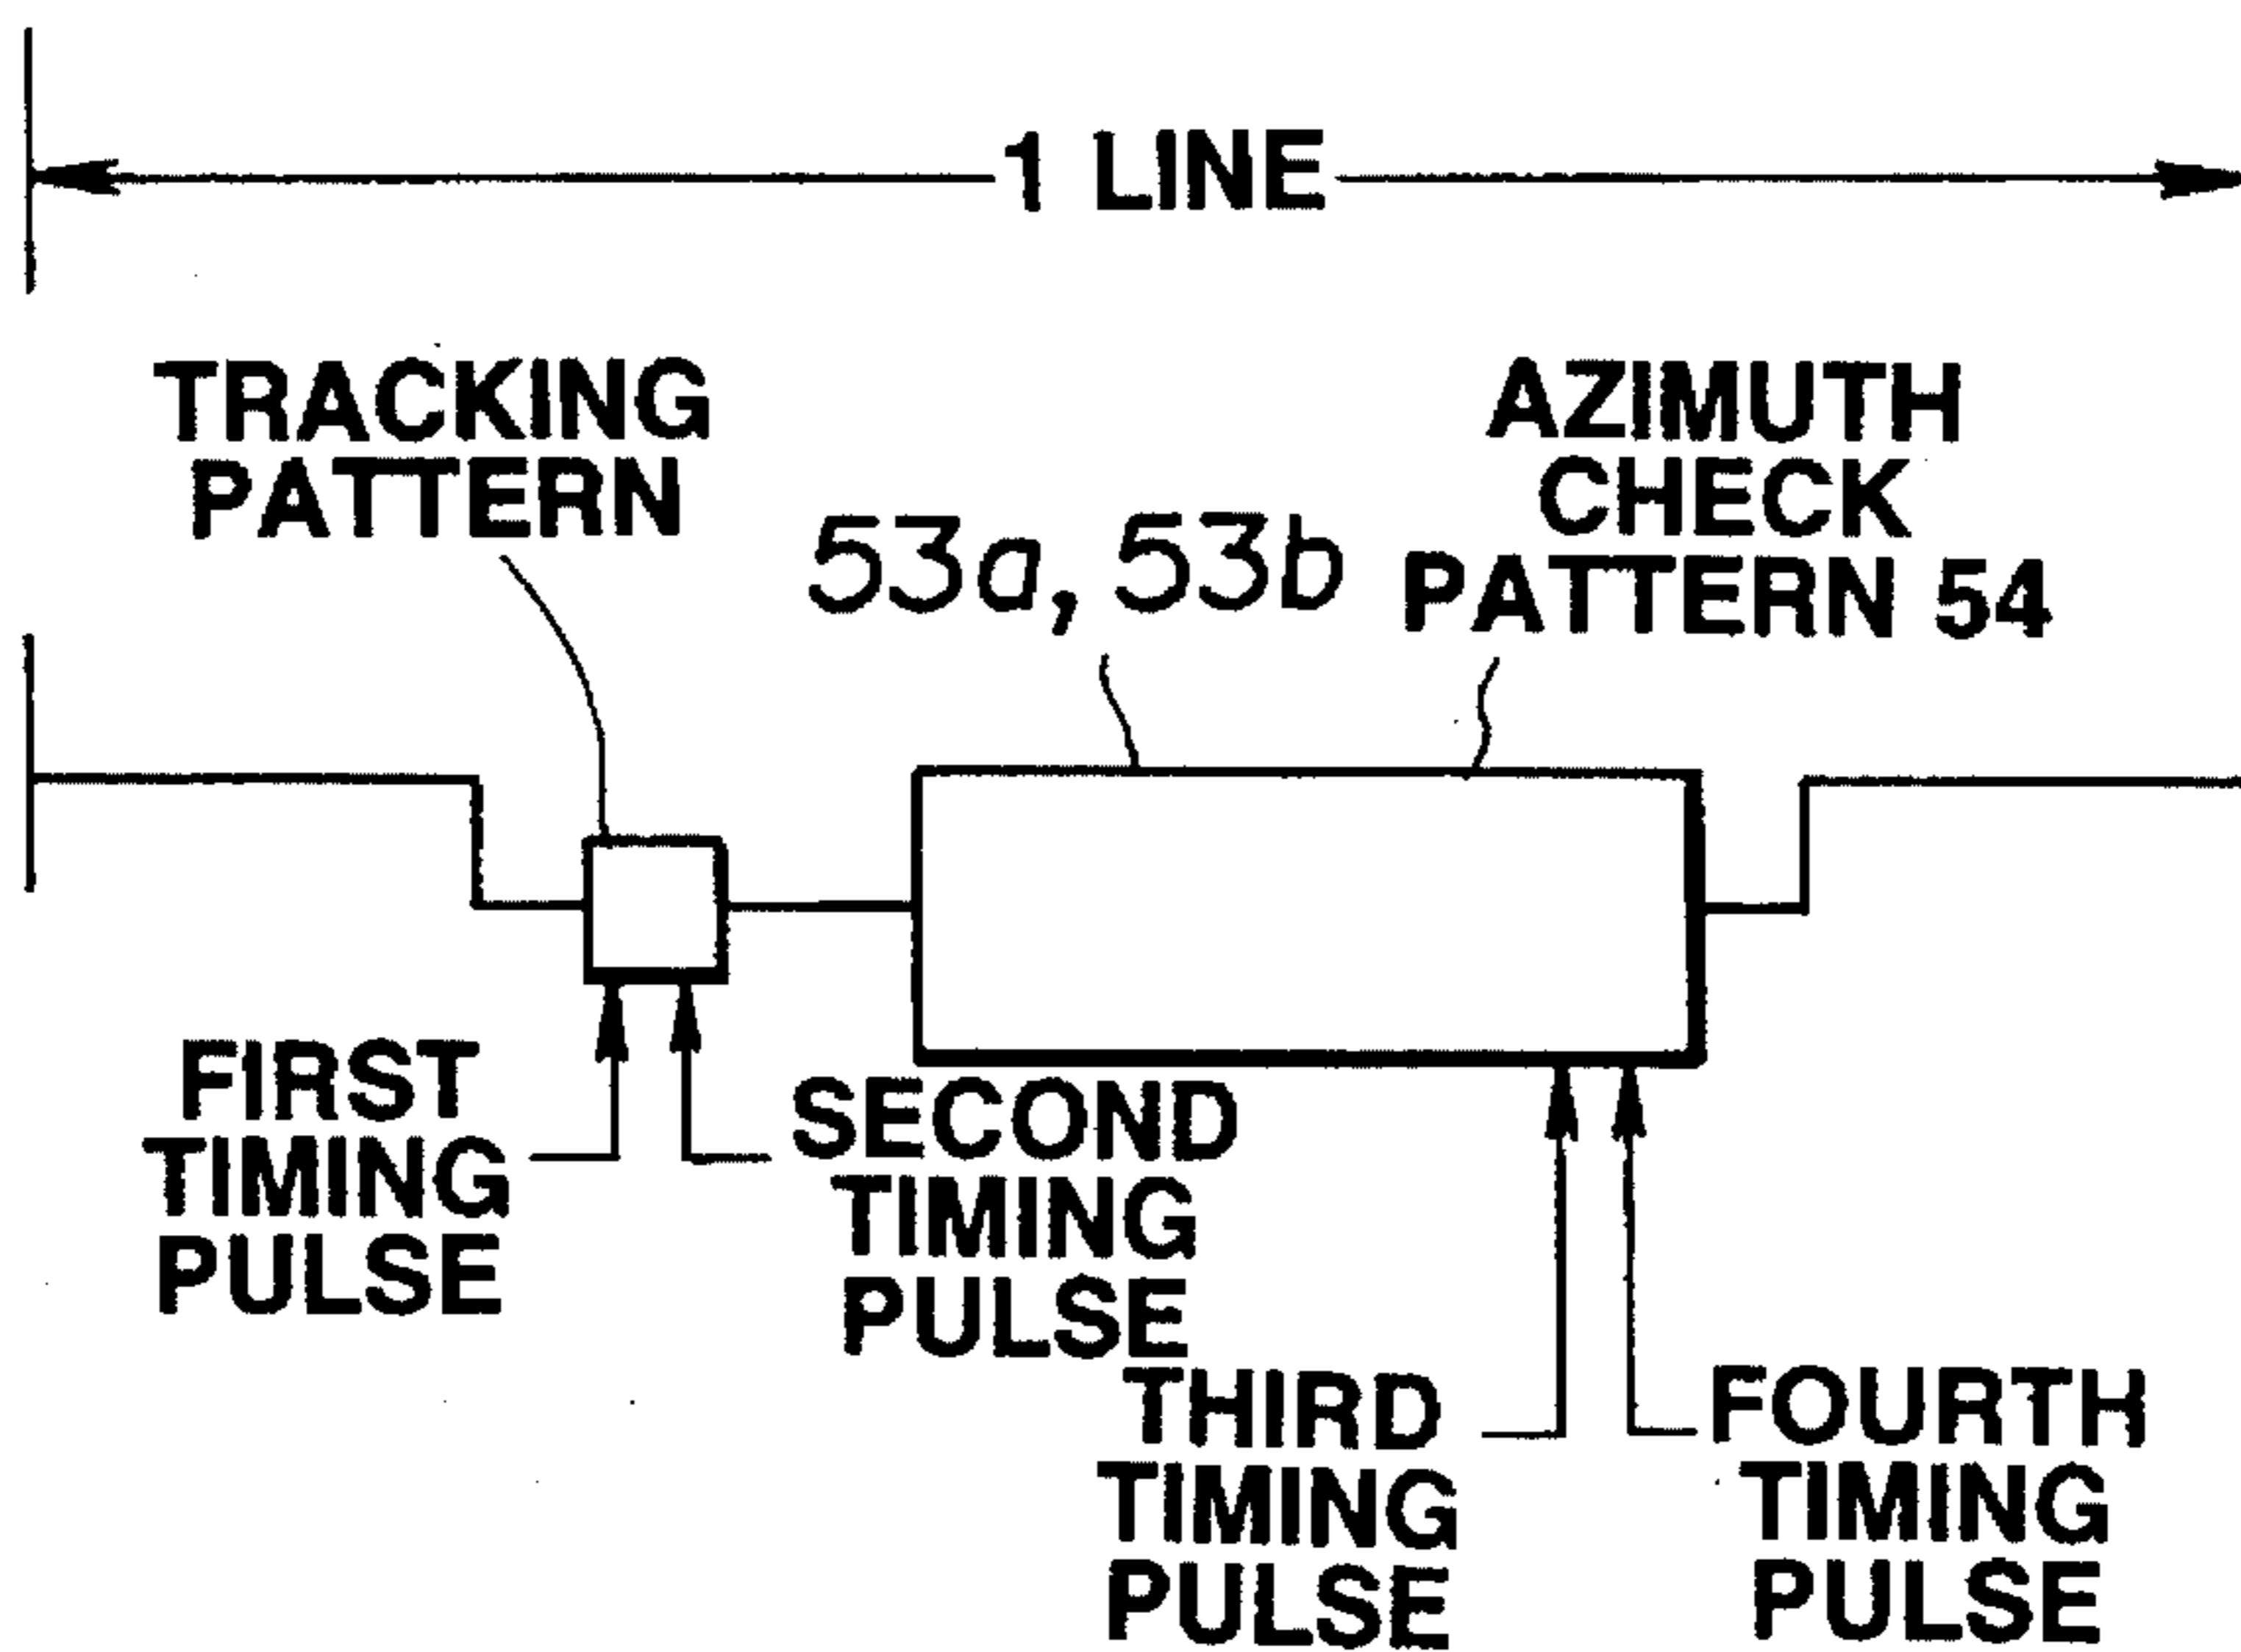 1 LINE
TRACKING
PATTERN
53a, 53b
AZIMUTH
CHECK
PATTERN 54
FIRST
TIMING
PULSE
SECOND
TIMING
PULSE
THIRD
TIMING
PULSE
FOURTH
TIMING
PULSE